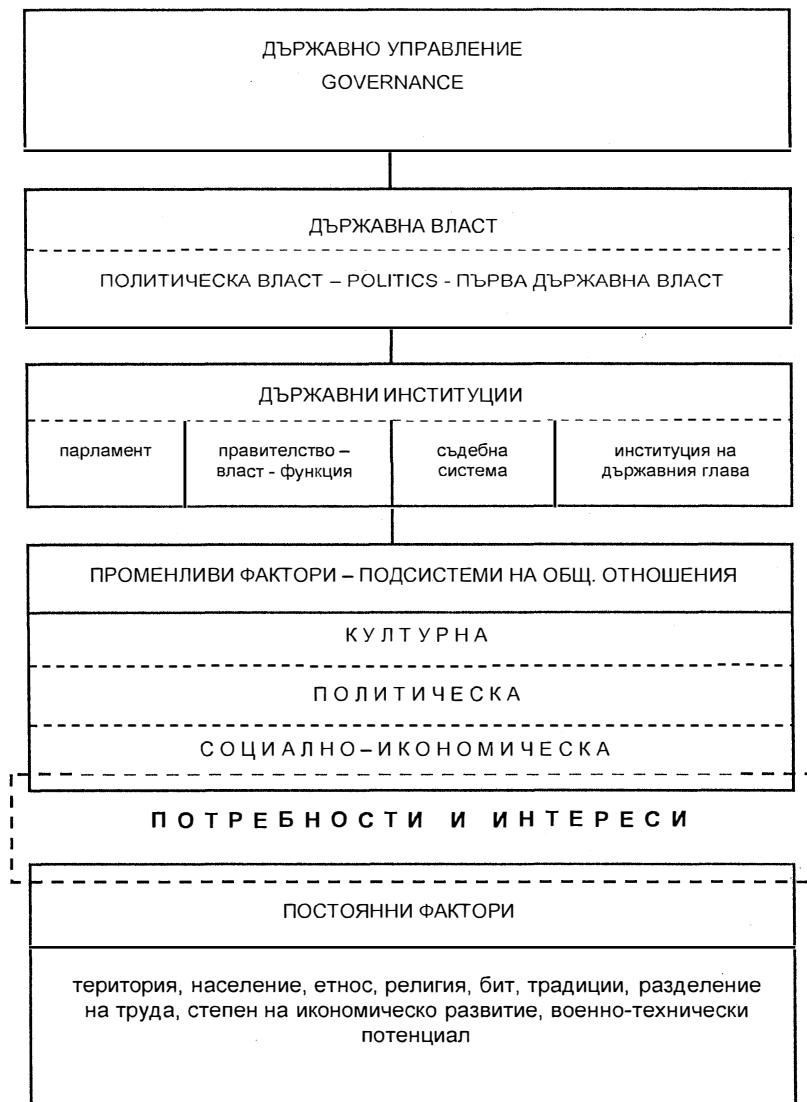 ДЪРЖАВНО УПРАВЛЕНИЕ
GOVERNANCE
ДЪРЖАВНА ВЛАСТ
ПОЛИТИЧЕСКА ВЛАСТ – POLITICS - ПЪРВА ДЪРЖАВНА ВЛАСТ
ДЪРЖАВНИ ИНСТИТУЦИИ
парламент
правителство –
власт - функция
съдебна
система
институция на
държавния глава
ПРОМЕНЛИВИ ФАКТОРИ – ПОДСИСТЕМИ НА ОБЩ. ОТНОШЕНИЯ
КУЛТУРНА
ПОЛИТИЧЕСКА
СОЦИАЛНО–ИКОНОМИЧЕСКА
ПОТРЕБНОСТИ И ИНТЕРЕСИ
ПОСТОЯННИ ФАКТОРИ
територия, население, етнос, религия, бит, традиции, разделение
на труда, степен на икономическо развитие, военно-технически
потенциал